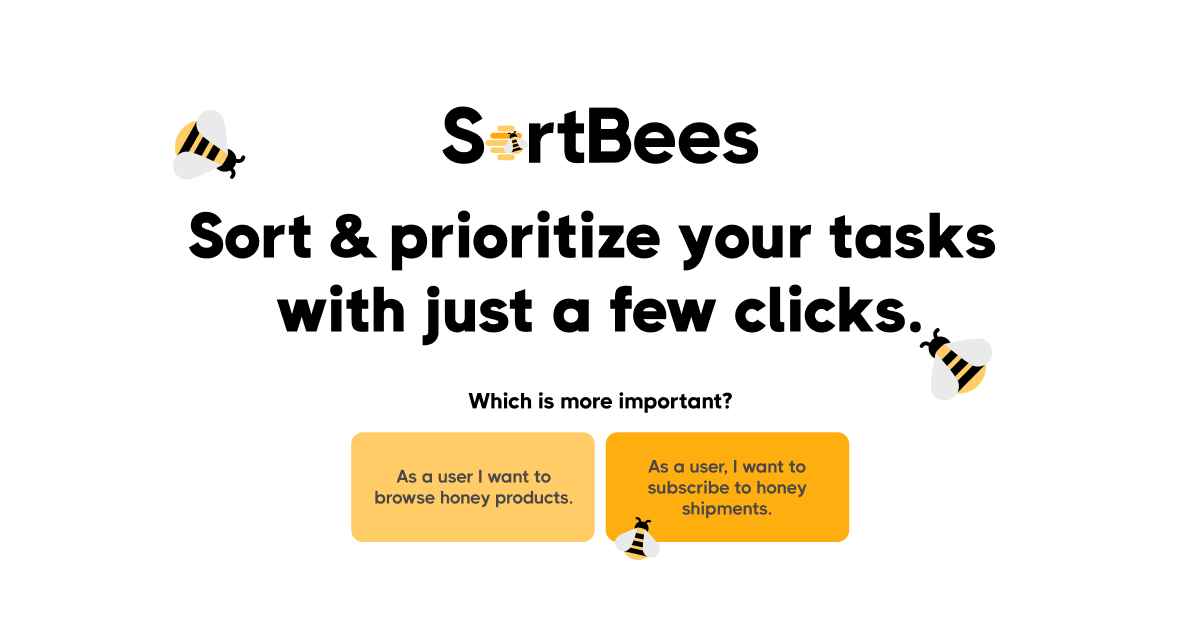 SortBees
Sort & prioritize your tasks
with just a few clicks.
Which is more important?
As a user I want to
browse honey products.
As a user, I want to
subscribe to honey
shipments.